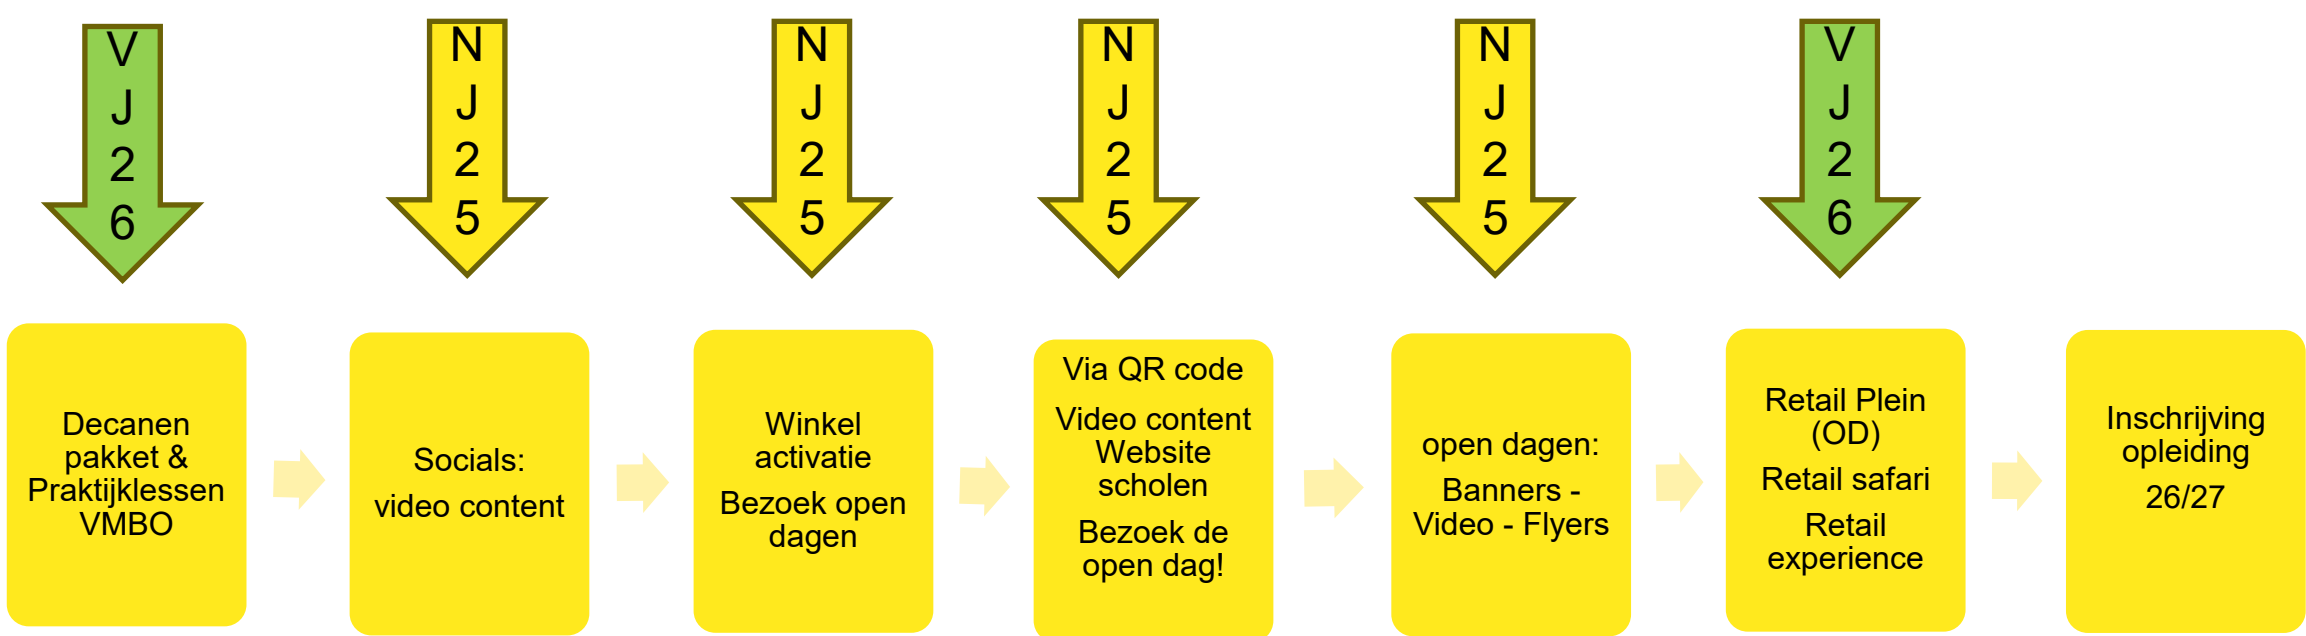 V
J
2
6
N
J
2
5
N
J
2
5
N
J
2
5
N
J
2
5
V
J
2
6
Decanen
pakket &
Praktijklessen
VMBO
Socials:
video content
Winkel
activatie
Bezoek open
dagen
Via QR code
Video content
Website
scholen
Bezoek de
open dag!
open dagen:
Banners -
Video - Flyers
Retail Plein
(OD)
Retail safari
Retail
experience
Inschrijving
opleiding
26/27